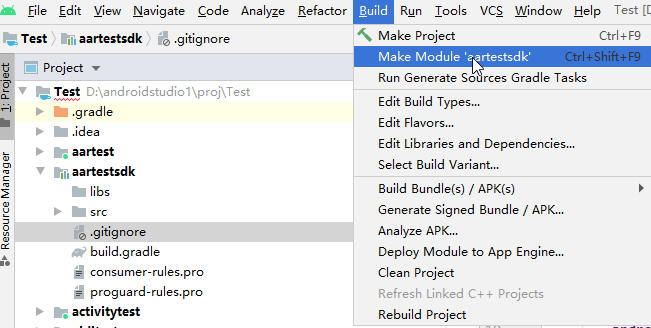 File Edit View Navigate Code Analyze Refactor Build Run Tools VCS Window Help Test [D
Test aartestsdk .gitignore
1: Project
Resource Manager
Project
Test D:\androidstudio1\proj\Test
.gradle
.idea
aartest
aartestsdk
libs
src
.gitignore
build.gradle
consumer-rules.pro
proguard-rules.pro
activitytest
Make Project Ctrl+F9
Make Module 'aartestsdk' Ctrl+Shift+F9
Run Generate Sources Gradle Tasks
Edit Build Types...
Edit Flavors...
Edit Libraries and Dependencies...
Select Build Variant...
Build Bundle(s) / APK(s)
Generate Signed Bundle / APK...
Analyze APK...
Deploy Module to App Engine...
Clean Project
Refresh Linked C++ Projects
Rebuild Project